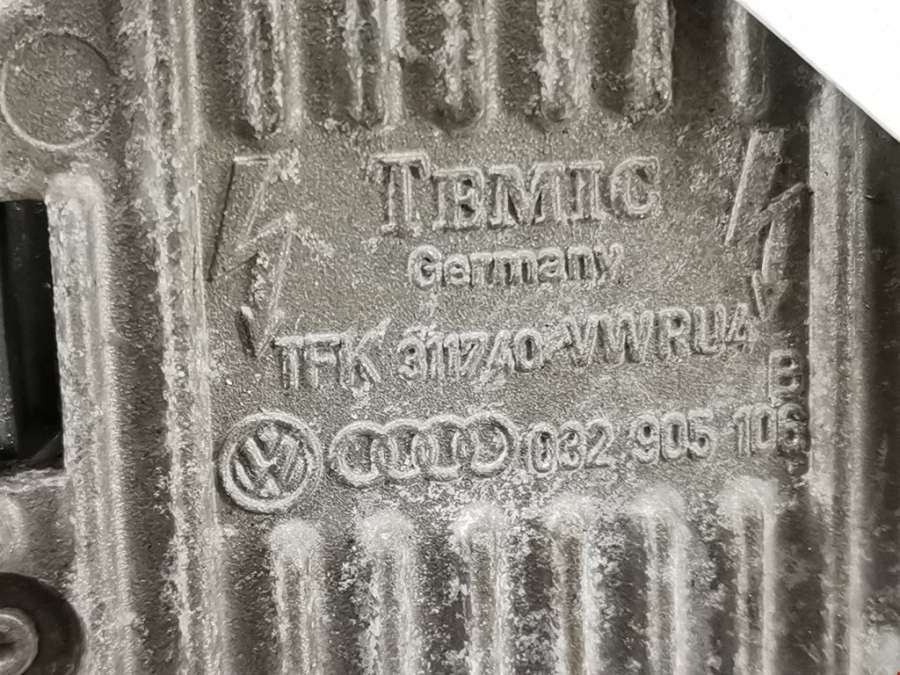 TEMIC
Germany
TFK 311740 VWRU4
B
032 905 106